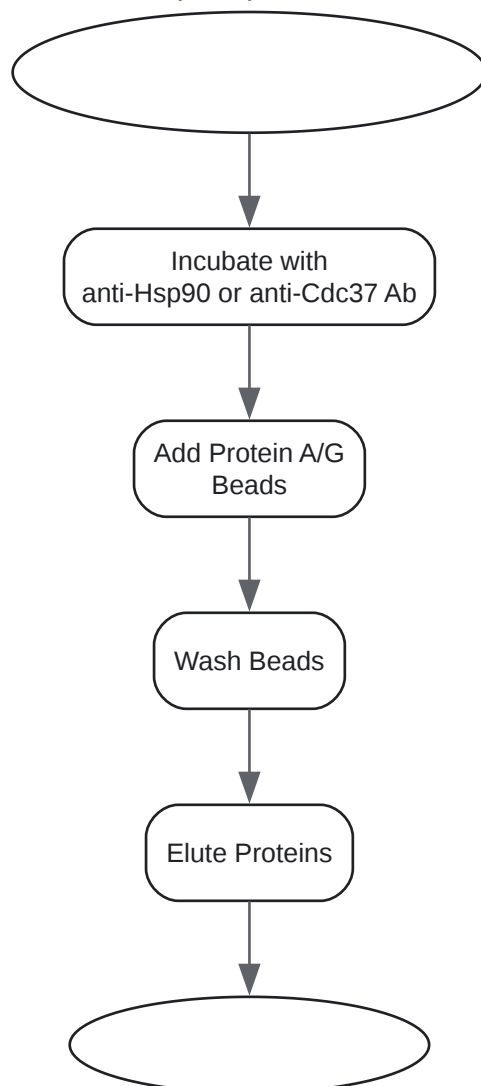 Incubate with
anti-Hsp90 or anti-Cdc37 Ab
Add Protein A/G
Beads
Wash Beads
Elute Proteins